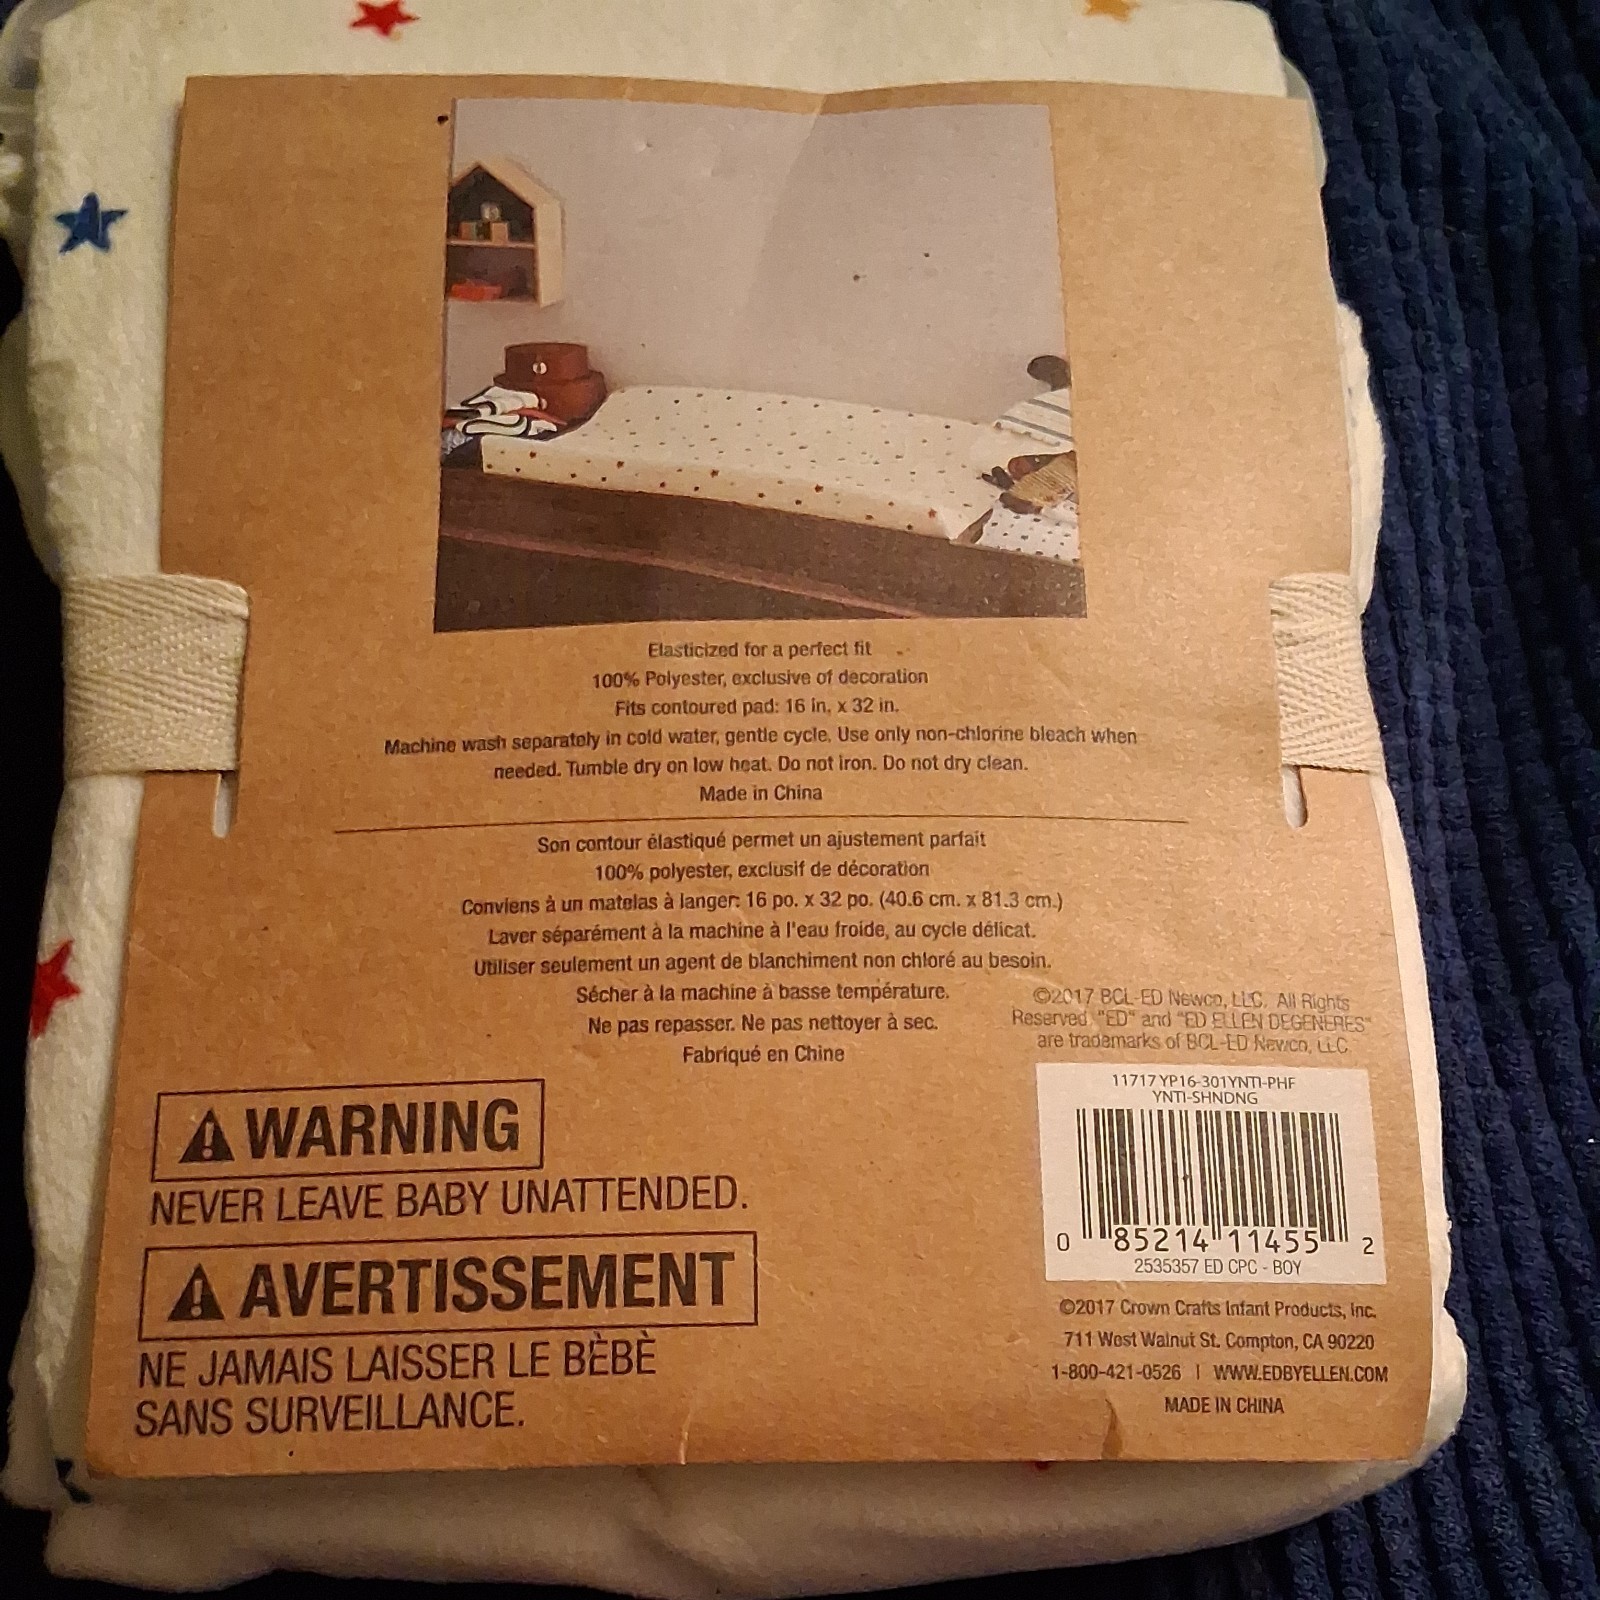 Elasticized for a perfect fit
100% Polyester, exclusive of decoration
Fits contoured pad: 16 in. x 32 in.
Machine wash separately in cold water, gentle cycle. Use only non-chlorine bleach when
needed. Tumble dry on low heat. Do not iron. Do not dry clean.
Made in China
Son contour élastiqué permet un ajustement parfait
100% polyester, exclusif de décoration
Conviens à un matelas à langer: 16 po. x 32 po. (40.6 cm. x 81.3 cm.)
Laver séparément à la machine à l'eau froide, au cycle délicat.
Utiliser seulement un agent de blanchiment non chloré au besoin.
Sécher à la machine à basse température.
Ne pas repasser. Ne pas nettoyer à sec.
Fabriqué en Chine
©2017 BCL-ED Newco, LLC. All Rights
Reserved. "ED" and "ED ELLEN DEGENERES"
are trademarks of BCL-ED Newco, LLC.
11717 YP16-301YNTI-PHF
YNTI-SHNDNG
0 85214 11455 2
2535357 ED CPC - BOY
©2017 Crown Crafts Infant Products, Inc.
711 West Walnut St. Compton, CA 90220
1-800-421-0526 | WWW.EDBYELLEN.COM
MADE IN CHINA
WARNING
NEVER LEAVE BABY UNATTENDED.
AVERTISSEMENT
NE JAMAIS LAISSER LE BÈBÈ
SANS SURVEILLANCE.